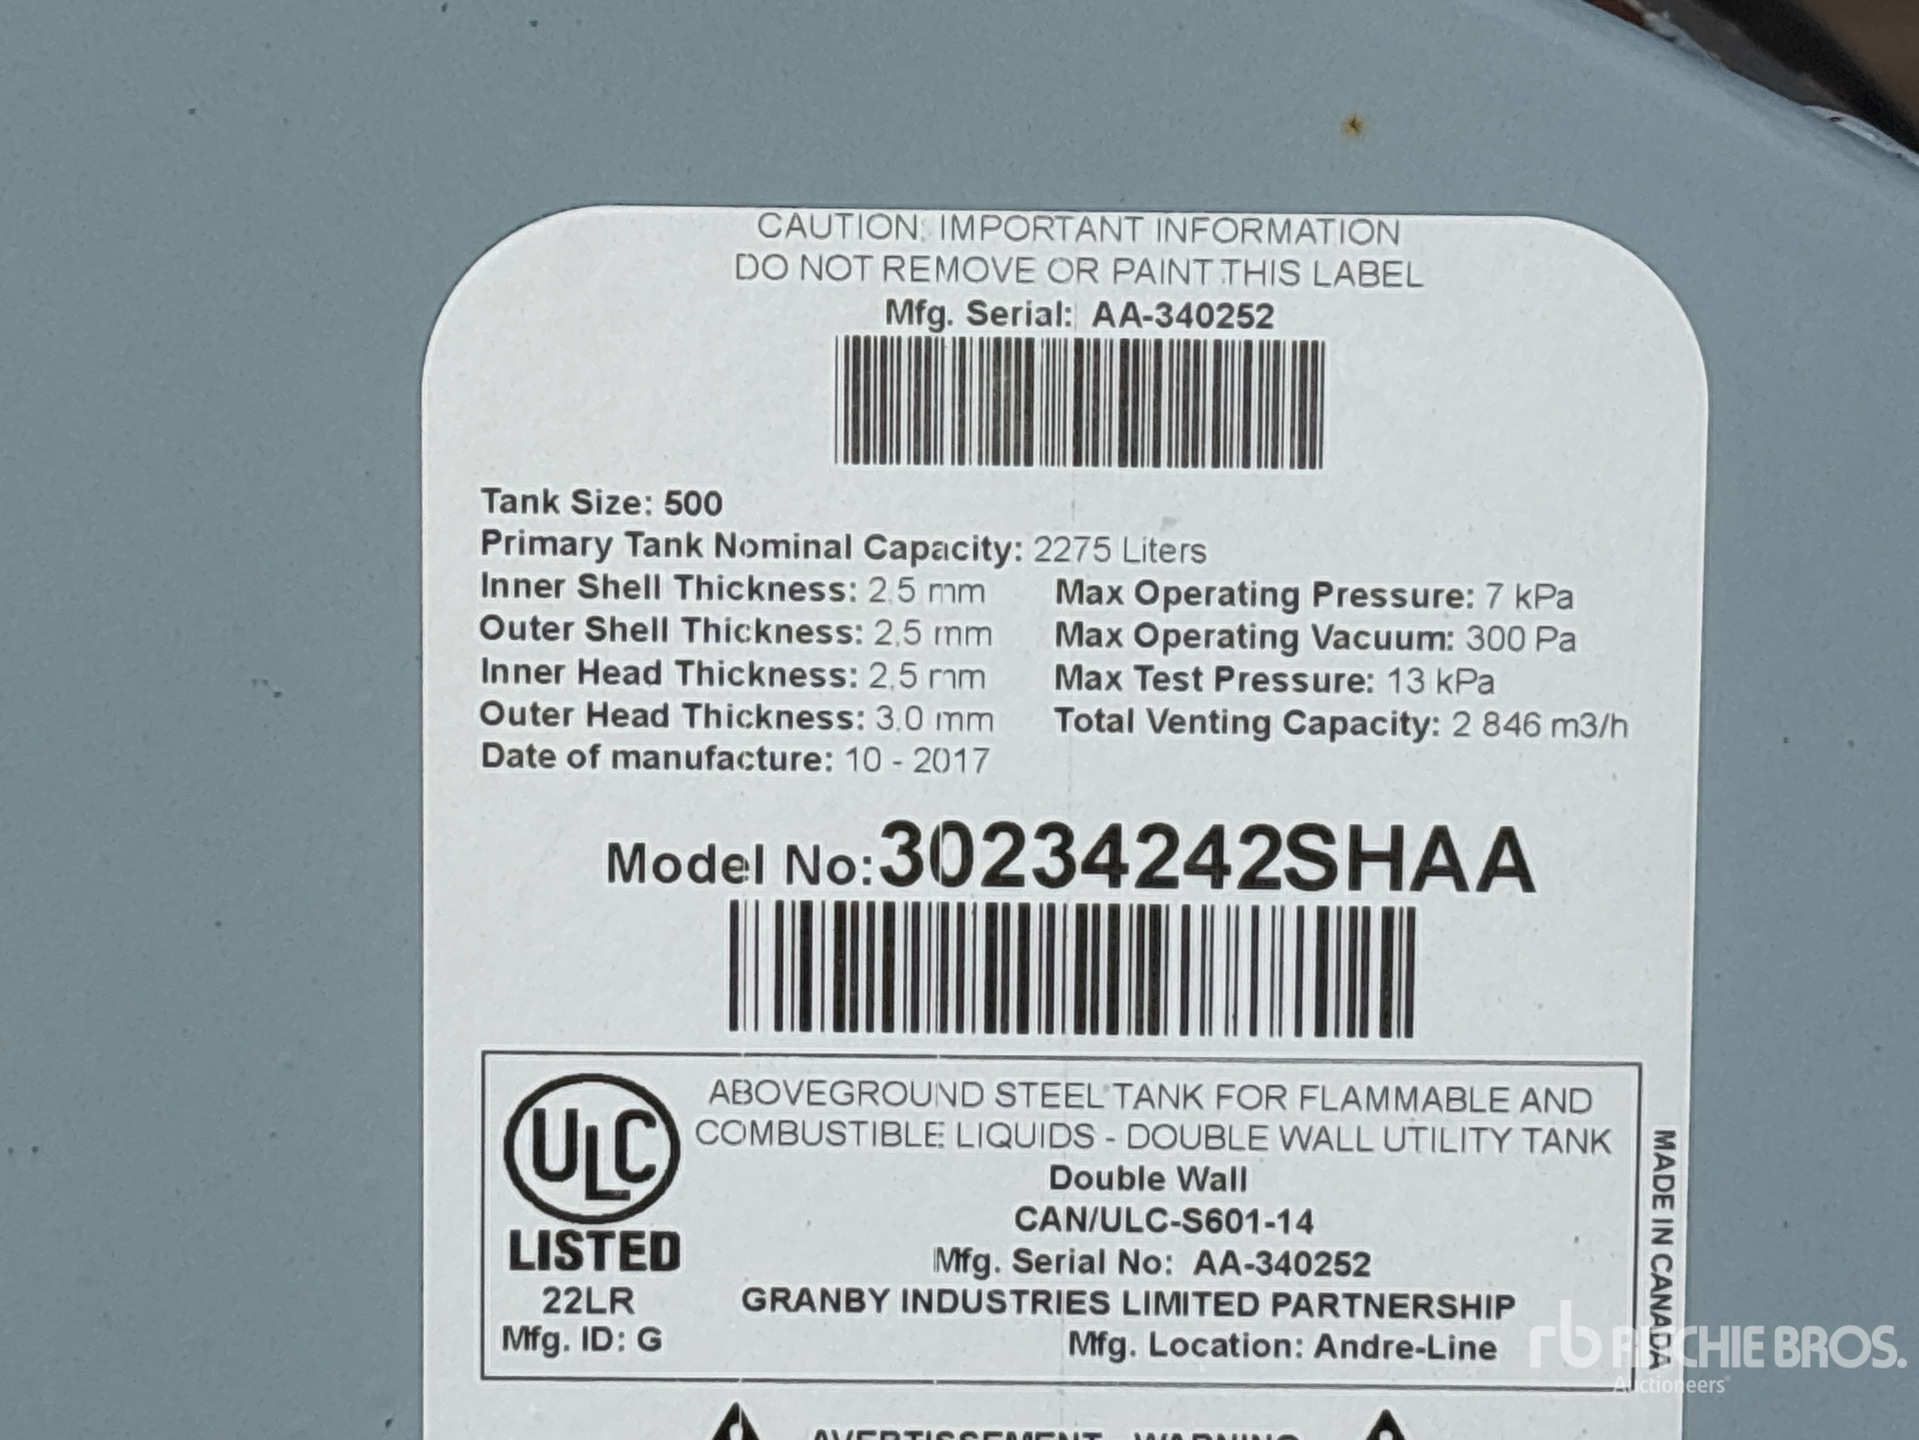 CAUTION: IMPORTANT INFORMATION
DO NOT REMOVE OR PAINT THIS LABEL
Mfg. Serial: AA-340252
Tank Size: 500
Primary Tank Nominal Capacity: 2275 Liters
Inner Shell Thickness: 2.5 mm
Outer Shell Thickness: 2.5 mm
Inner Head Thickness: 2.5 mm
Outer Head Thickness: 3.0 mm
Date of manufacture: 10 - 2017
Max Operating Pressure: 7 kPa
Max Operating Vacuum: 300 Pa
Max Test Pressure: 13 kPa
Total Venting Capacity: 2 846 m3/h
Model No: 30234242SHAA
ULC
LISTED
22LR
Mfg. ID: G
ABOVEGROUND STEEL TANK FOR FLAMMABLE AND
COMBUSTIBLE LIQUIDS - DOUBLE WALL UTILITY TANK
Double Wall
CAN/ULC-S601-14
Mfg. Serial No: AA-340252
GRANBY INDUSTRIES LIMITED PARTNERSHIP
Mfg. Location: Andre-Line
MADE IN CANADA
AVERTISSEMENT - WARNING
rb RITCHIE BROS.
Auctioneers